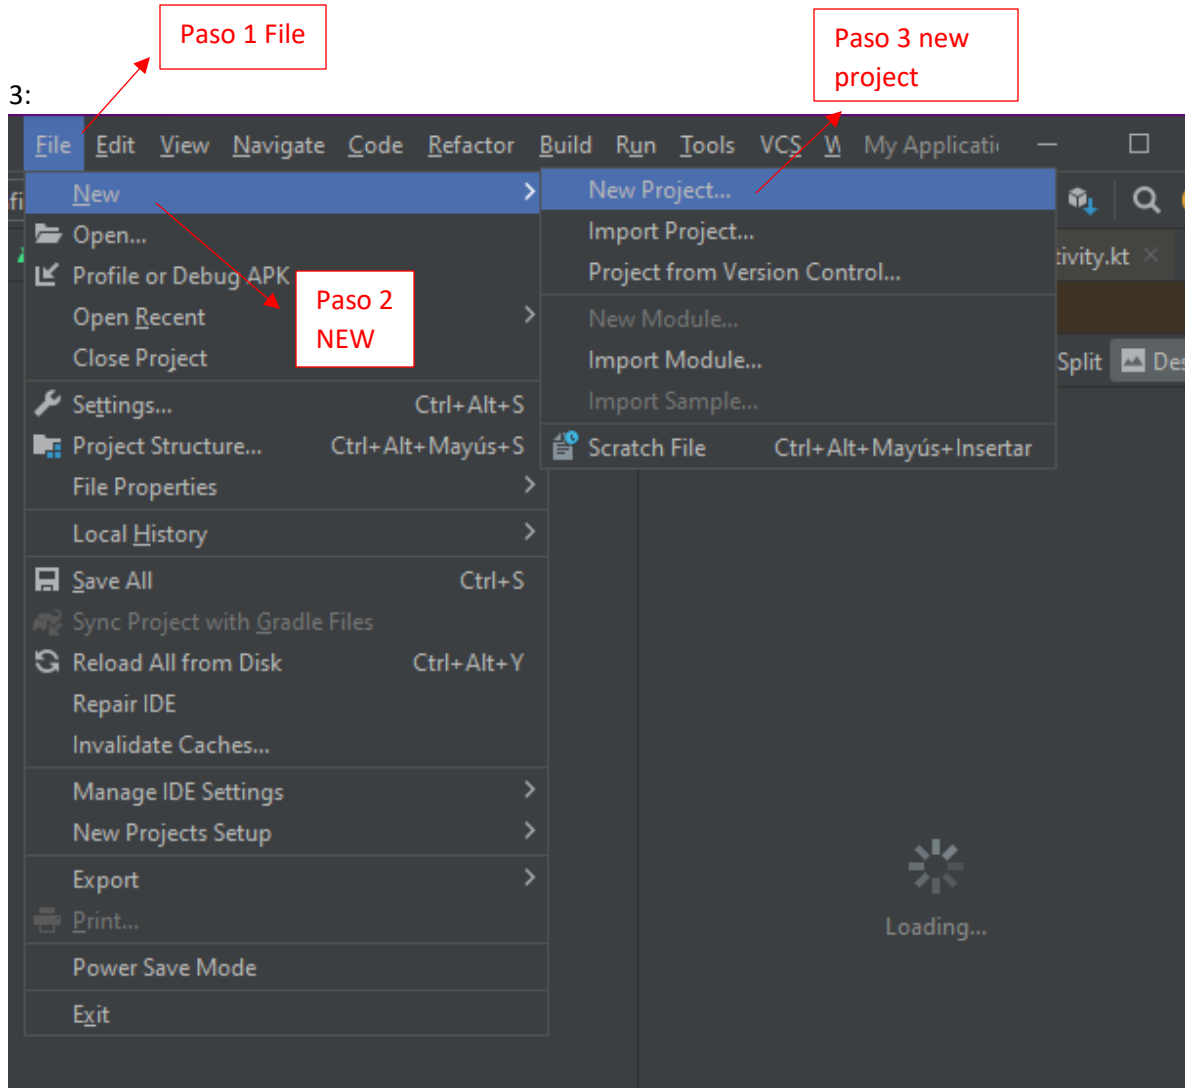 Paso 1 File
Paso 3 new
project
3:
File Edit View Navigate Code Refactor Build Run Tools VCS W My Applicati
New
Open...
Profile or Debug APK
Open Recent
Close Project
Settings... Ctrl+Alt+S
Project Structure... Ctrl+Alt+Mayús+S
File Properties
Local History
Save All Ctrl+S
Sync Project with Gradle Files
Reload All from Disk Ctrl+Alt+Y
Repair IDE
Invalidate Caches...
Manage IDE Settings
New Projects Setup
Export
Print...
Power Save Mode
Exit
Paso 2
NEW
New Project...
Import Project...
Project from Version Control...
New Module...
Import Module...
Import Sample...
Scratch File Ctrl+Alt+Mayús+Insertar
fi
tivity.kt
Split Des
Loading...